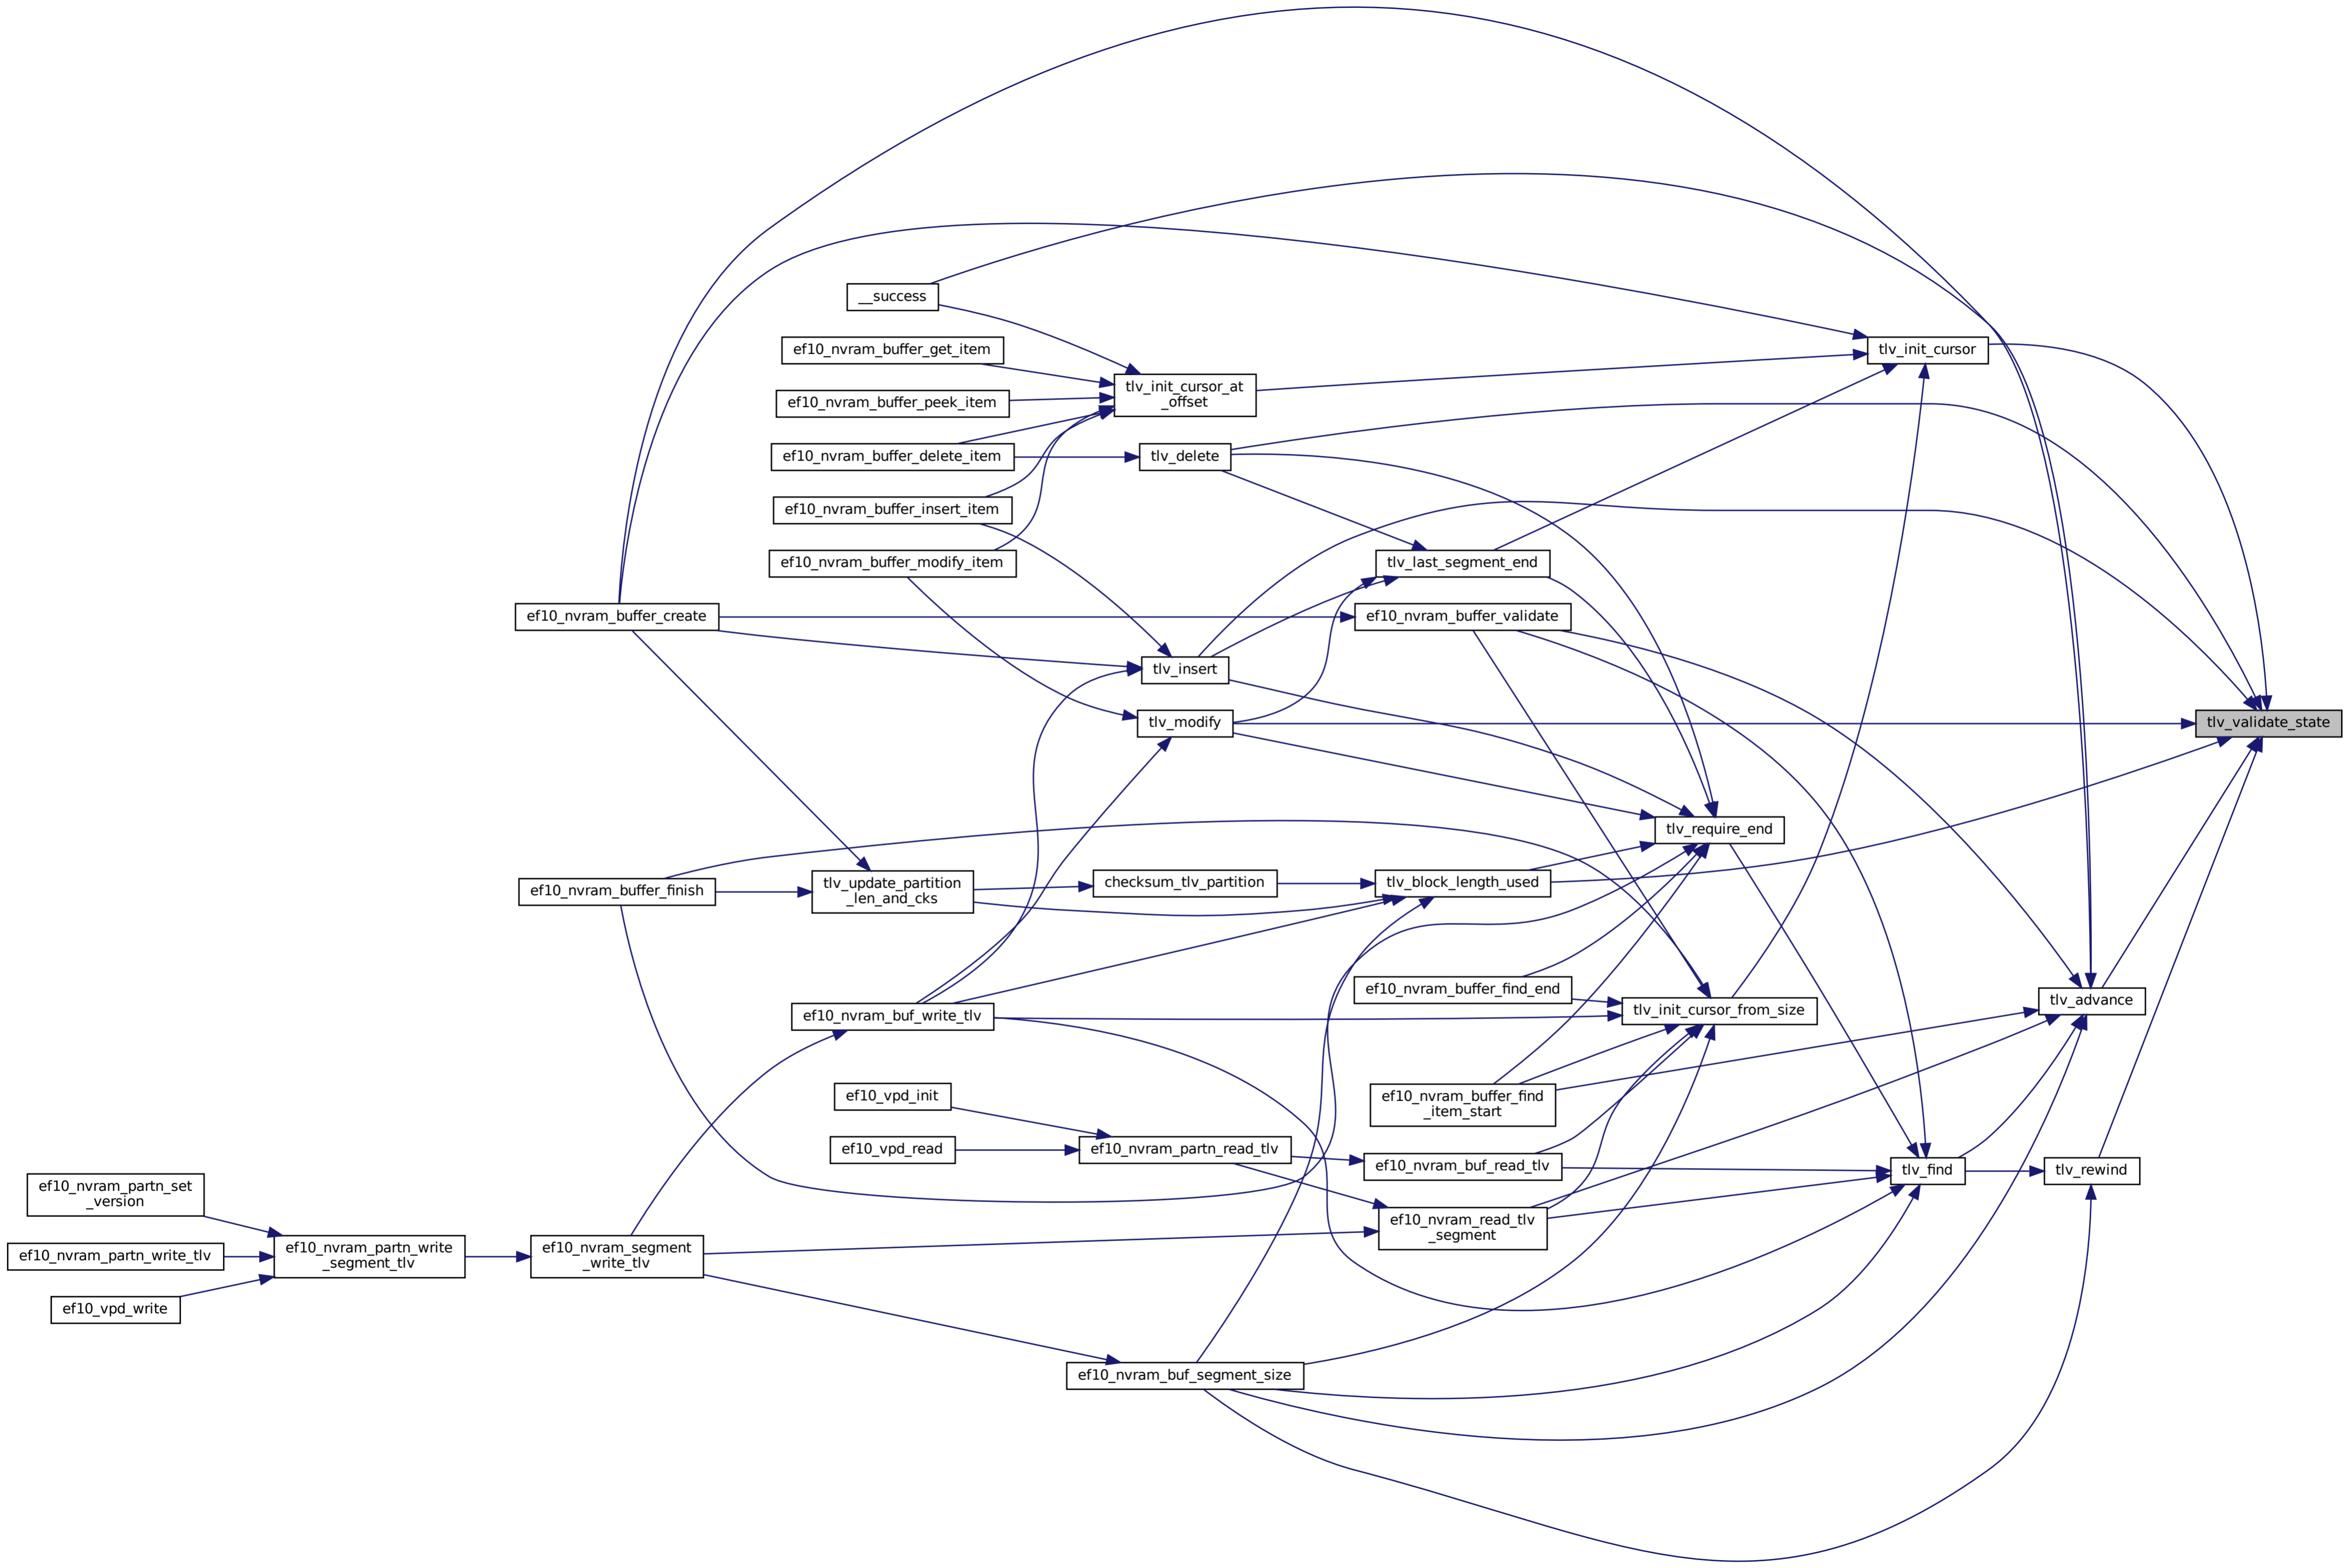 __success
ef10_nvram_buffer_get_item
tlv_init_cursor
tlv_init_cursor_at
_offset
ef10_nvram_buffer_peek_item
ef10_nvram_buffer_delete_item
tlv_delete
ef10_nvram_buffer_insert_item
ef10_nvram_buffer_modify_item
tlv_last_segment_end
ef10_nvram_buffer_create
ef10_nvram_buffer_validate
tlv_insert
tlv_modify
tlv_validate_state
tlv_require_end
ef10_nvram_buffer_finish
tlv_update_partition
_len_and_cks
checksum_tlv_partition
tlv_block_length_used
ef10_nvram_buffer_find_end
tlv_advance
tlv_init_cursor_from_size
ef10_nvram_buf_write_tlv
ef10_vpd_init
ef10_nvram_buffer_find
_item_start
ef10_vpd_read
ef10_nvram_partn_read_tlv
ef10_nvram_buf_read_tlv
tlv_find
tlv_rewind
ef10_nvram_partn_set
_version
ef10_nvram_read_tlv
_segment
ef10_nvram_partn_write_tlv
ef10_nvram_partn_write
_segment_tlv
ef10_nvram_segment
_write_tlv
ef10_vpd_write
ef10_nvram_buf_segment_size